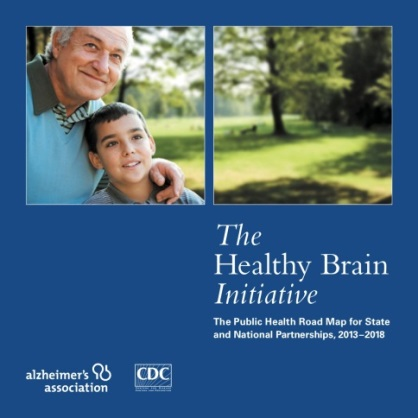 The
Healthy Brain
Initiative
The Public Health Road Map for State
and National Partnerships, 2013–2018
alzheimer's
association
CDC